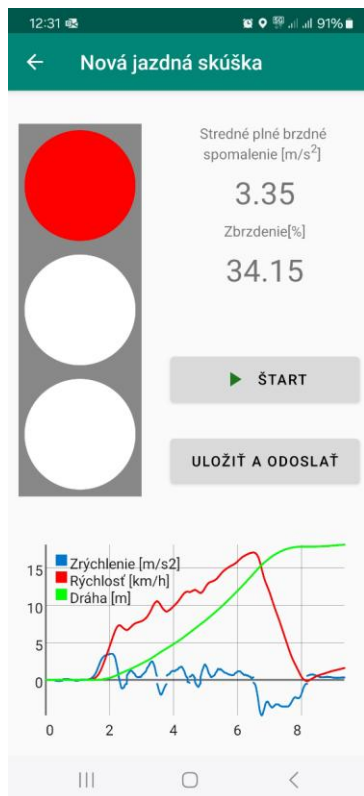 12:31 91%
Nová jazdná skúška
Stredné plné brzdné
spomalenie [m/s²]
3.35
Zbrzdenie[%]
34.15
ŠTART
ULOŽIŤ A ODOSLAŤ
Zrýchlenie [m/s2]
Rýchlosť [km/h]
Dráha [m]
15
10
5
0
0 2 4 6 8